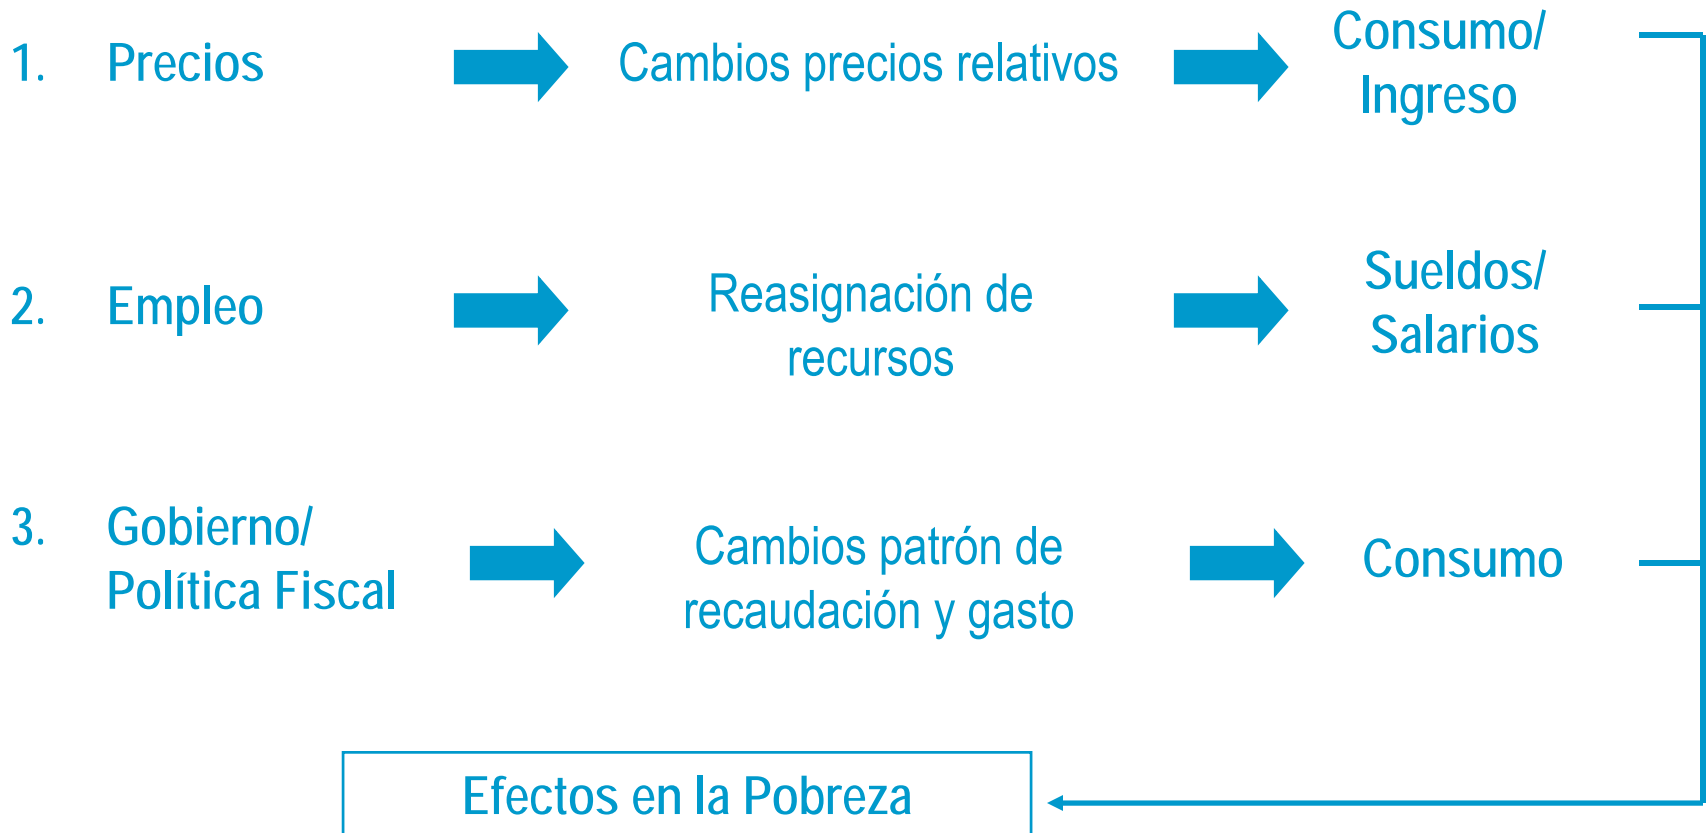 1. Precios
Cambios precios relativos
Consumo/
Ingreso
2. Empleo
Reasignación de
recursos
Sueldos/
Salarios
3. Gobierno/
Política Fiscal
Cambios patrón de
recaudación y gasto
Consumo
Efectos en la Pobreza